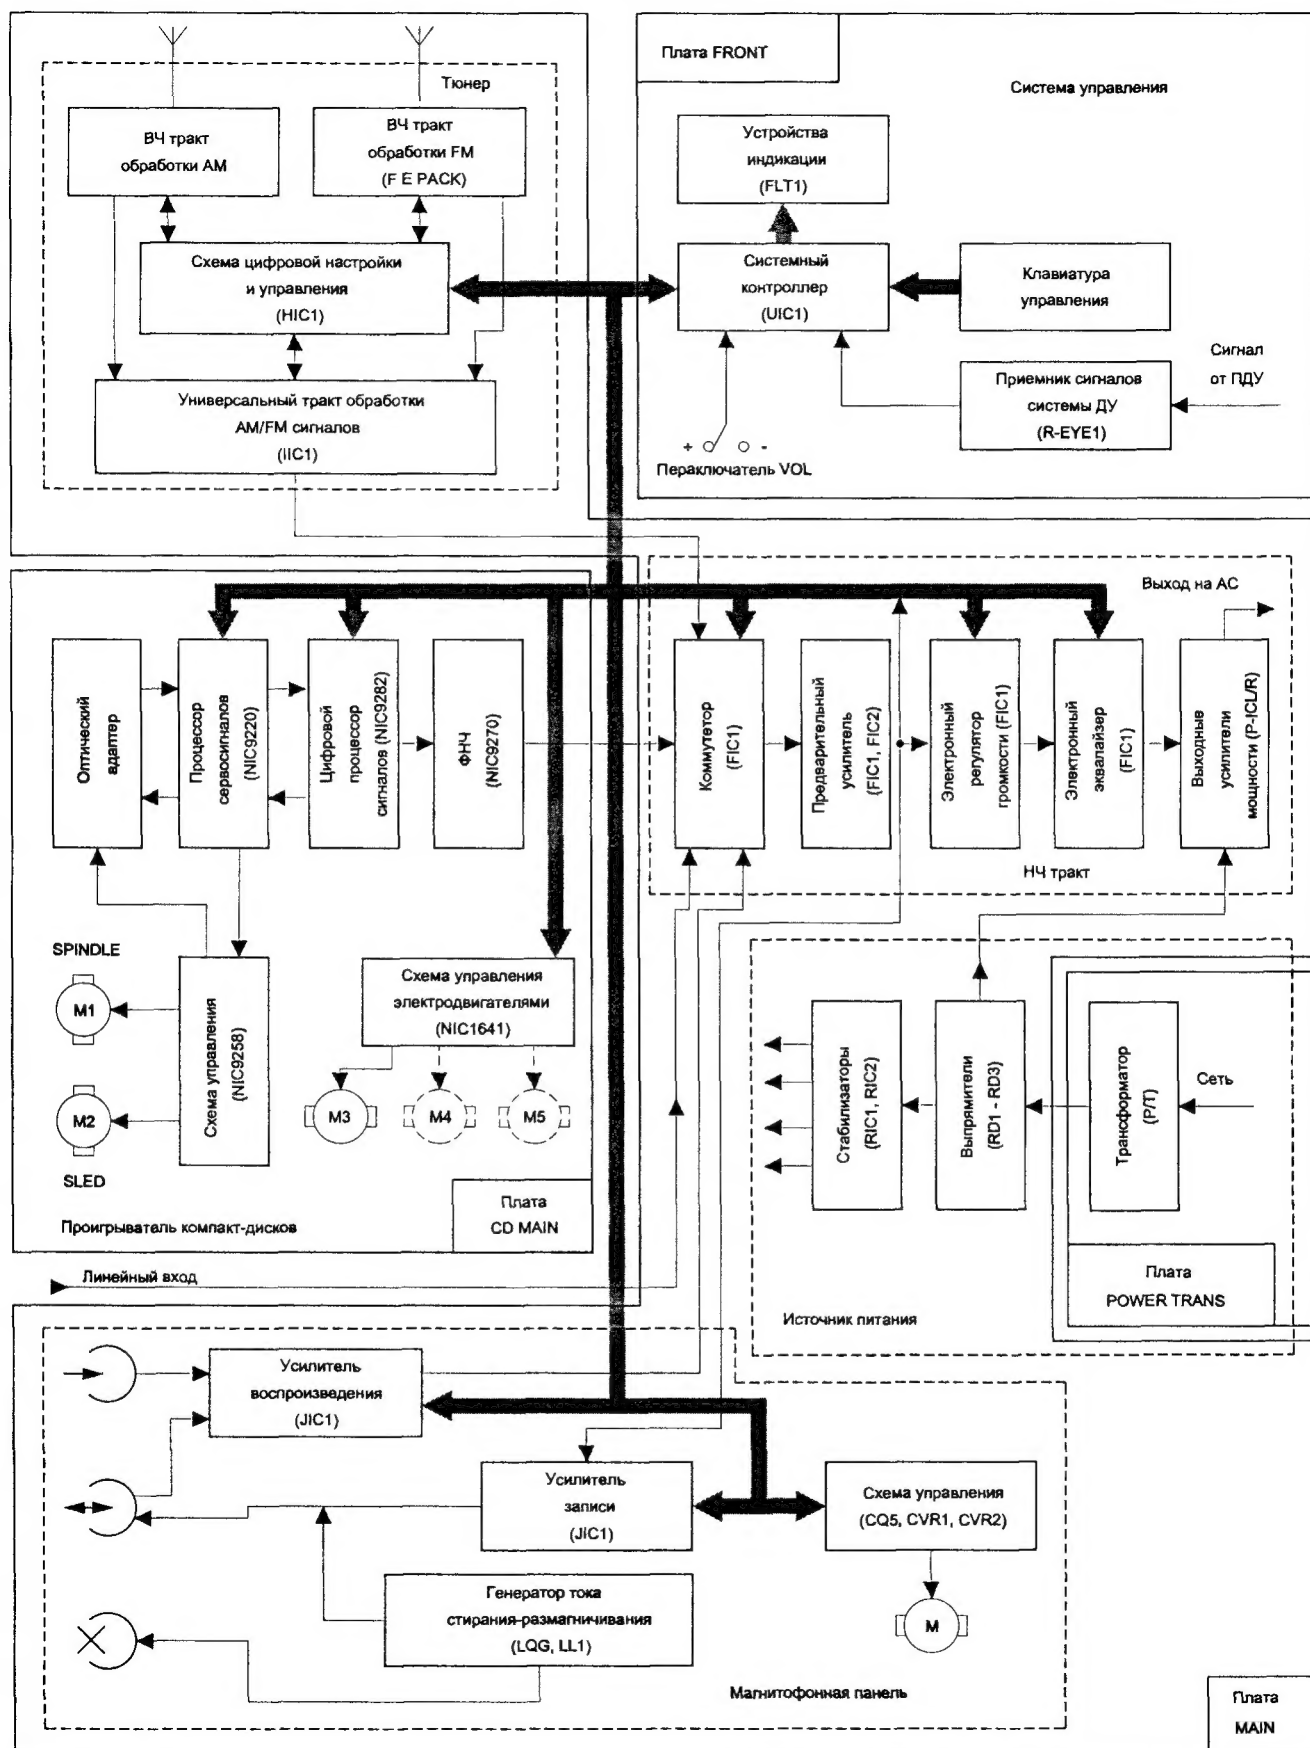 Тюнер
ВЧ тракт
обработки AM
ВЧ тракт
обработки FM
(F E PACK)
Схема цифровой настройки
и управления
(HIC1)
Универсальный тракт обработки
AM/FM сигналов
(IIC1)
Плата FRONT
Система управления
Устройства
индикации
(FLT1)
Системный
контроллер
(UIC1)
Клавиатура
управления
Приемник сигналов
системы ДУ
(R-EYE1)
Сигнал
от ПДУ
+ -
Пераключатель VOL
Оптический
адаптер
Процессор
сервосигналов
(NIC9220)
Цифровой
процессор
сигналов (NIC9282)
ФНЧ
(NIC9270)
SPINDLE
M1
M2
SLED
Схема управления
(NIC9258)
Схема управления
электродвигателями
(NIC1641)
M3
M4
M5
Проигрыватель компакт-дисков
Плата
CD MAIN
Выход на АС
Коммутетор
(FIC1)
Предварительный
усилитель
(FIC1, FIC2)
Электронный
регулятор
громкости (FIC1)
Электронный
эквалайзер
(FIC1)
Выходные
усилители
мощности (P-ICL/R)
НЧ тракт
Стабилизаторы
(RIC1, RIC2)
Выпрямители
(RD1 - RD3)
Трансформатор
(P/T)
Сеть
Плата
POWER TRANS
Источник питания
Линейный вход
Усилитель
воспроизведения
(JIC1)
Усилитель
записи
(JIC1)
Схема управления
(CQ5, CVR1, CVR2)
M
Генератор тока
стирания-размагничивания
(LQG, LL1)
Магнитофонная панель
Плата
MAIN